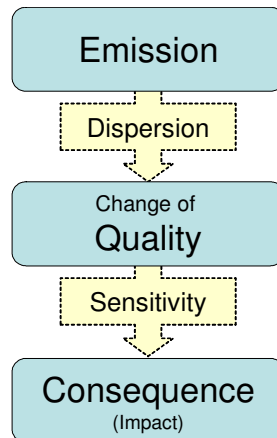 Emission
Dispersion
Change of
Quality
Sensitivity
Consequence
(Impact)